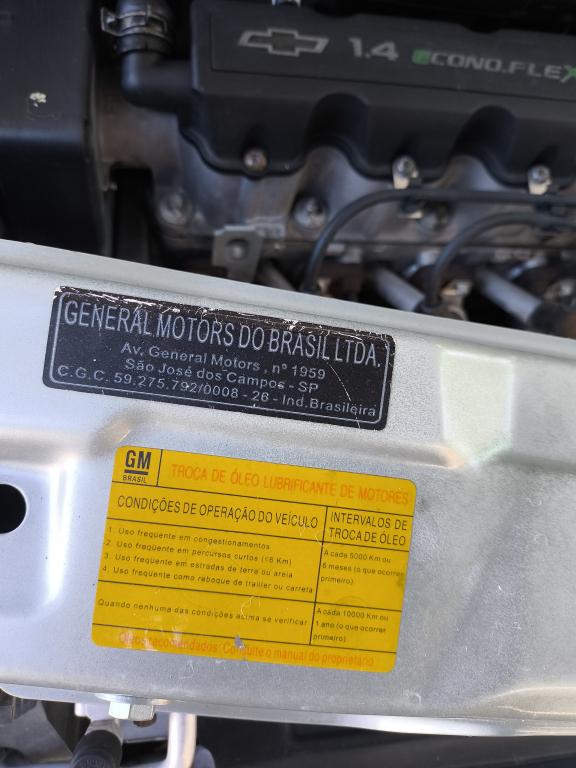 1.4 ECONO.FLEX
GENERAL MOTORS DO BRASIL LTDA.
Av. General Motors , nº 1959
São José dos Campos - SP
C.G.C. 59.275.792/0008 - 26 - Ind.Brasileira
GM
BRASIL
TROCA DE ÓLEO LUBRIFICANTE DE MOTORES
CONDIÇÕES DE OPERAÇÃO DO VEÍCULO
1. Uso frequente em congestionamentos
2. Uso frequente em percursos curtos (<6 Km)
3. Uso frequente em estradas de terra ou areia
4. Uso frequente como raboque de trailler ou carreta
Quando nenhuma das condições acima se verificar
INTERVALOS DE
TROCA DE ÓLEO
A cada 5000 Km ou
6 meses (o que ocorrer
primeiro).
A cada 10000 Km ou
1 ano (o que ocorrer
primeiro)
Óleos recomendados: Consulte o manual do proprietário